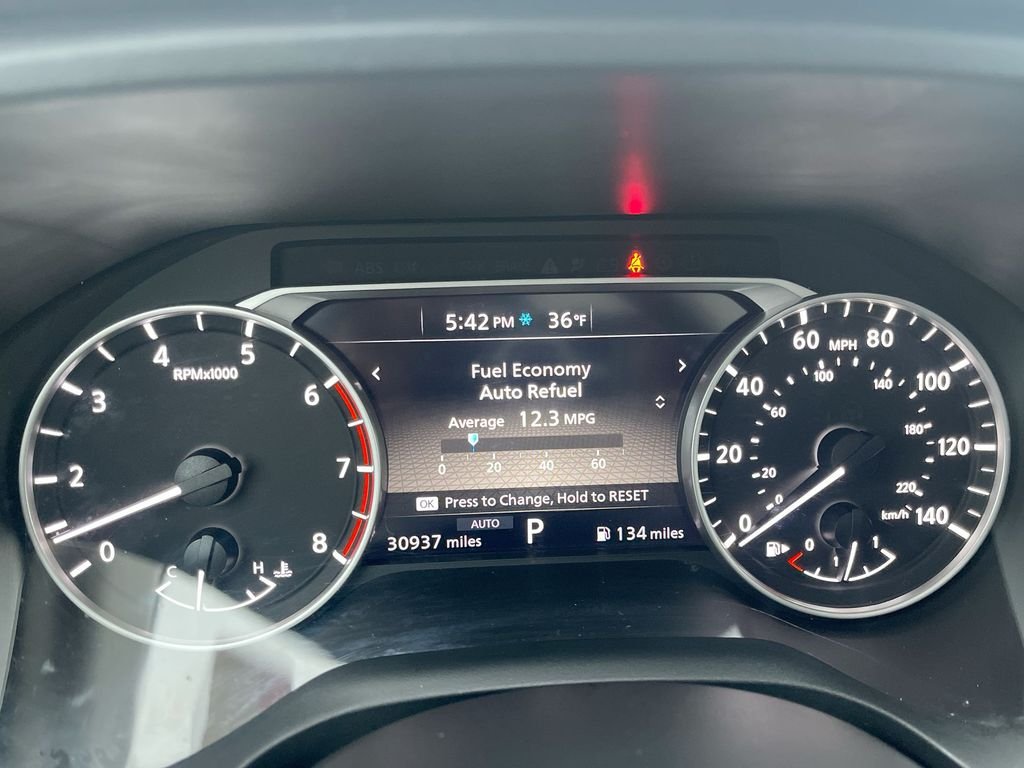 ABS
5:42 PM 36°F
Fuel Economy
Auto Refuel
Average 12.3 MPG
0 20 40 60
OK Press to Change, Hold to RESET
AUTO
P
30937 miles
134 miles
0
2
3
4
5
6
7
8
RPMx1000
C H
0
20
40
60
80
100
120
140
MPH
0
20
60
100
140
180
220
km/h
0 1